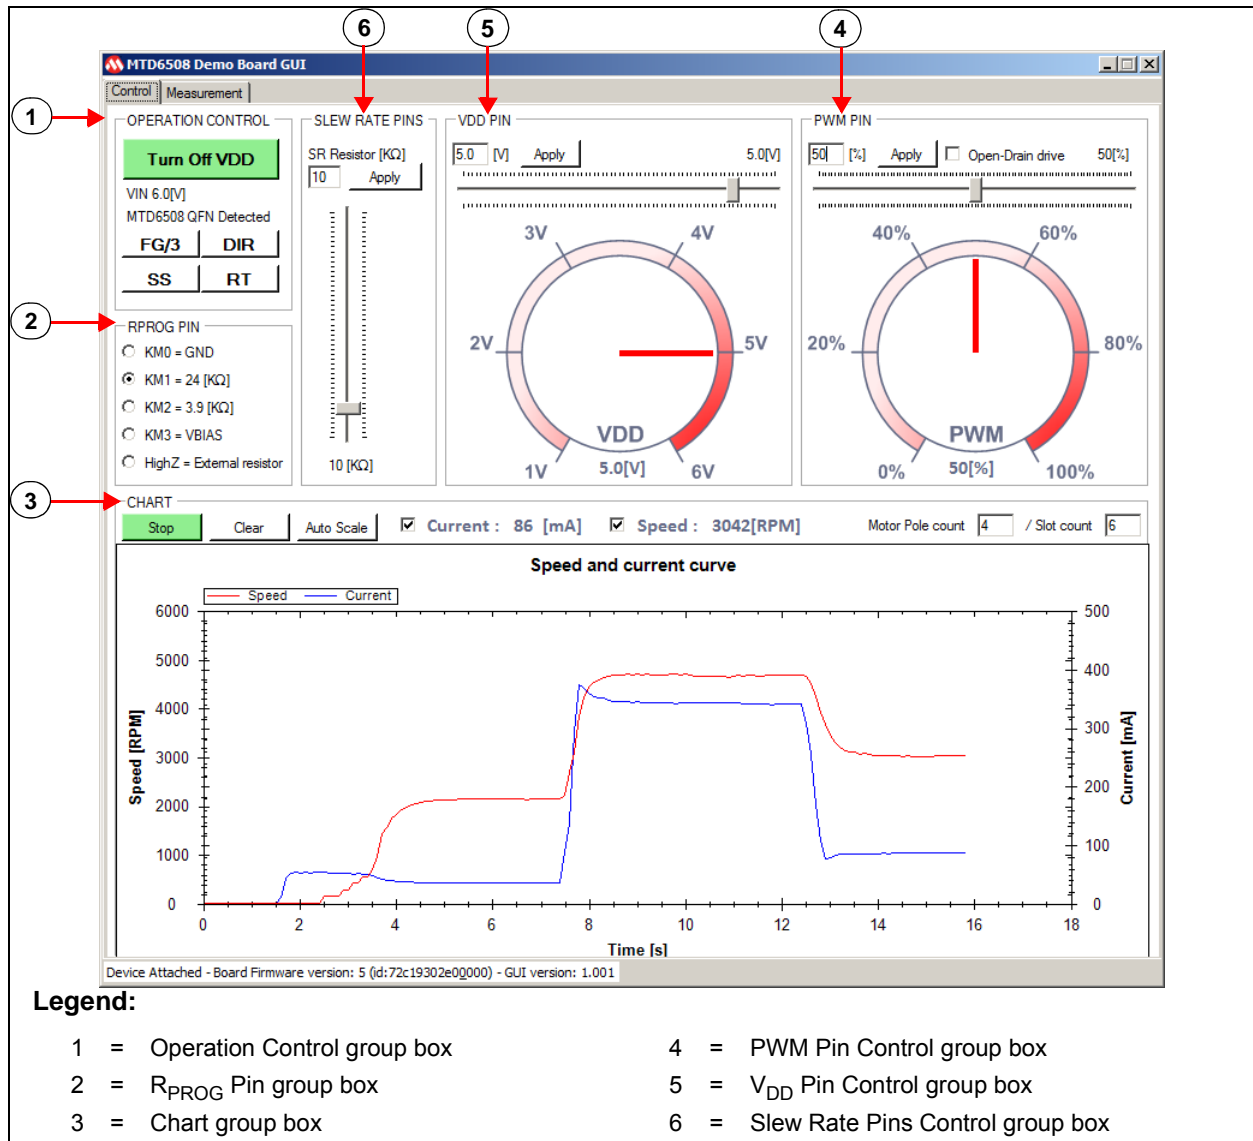 6
5
4
MTD6508 Demo Board GUI
Control
Measurement
1
OPERATION CONTROL
Turn Off VDD
VIN 6.0[V]
MTD6508 QFN Detected
FG/3
DIR
SS
RT
SLEW RATE PINS
SR Resistor [KΩ]
10
Apply
10 [KΩ]
VDD PIN
5.0 [V] Apply 5.0[V]
3V
4V
2V
5V
1V
6V
VDD
5.0[V]
PWM PIN
50 [%] Apply Open-Drain drive 50[%]
40%
60%
20%
80%
0%
100%
PWM
50[%]
2
RPROG PIN
KM0 = GND
KM1 = 24 [KΩ]
KM2 = 3.9 [KΩ]
KM3 = VBIAS
HighZ = External resistor
3
CHART
Stop
Clear
Auto Scale
Current : 86 [mA]
Speed : 3042[RPM]
Motor Pole count 4 / Slot count 6
Speed and current curve
Speed
Current
6000
5000
4000
3000
2000
1000
0
Speed [RPM]
500
400
300
200
100
0
Current [mA]
0 2 4 6 8 10 12 14 16 18
Time [s]
Device Attached - Board Firmware version: 5 (id:72c19302e00000) - GUI version: 1.001
Legend:
1 = Operation Control group box
2 = RPROG Pin group box
3 = Chart group box
4 = PWM Pin Control group box
5 = VDD Pin Control group box
6 = Slew Rate Pins Control group box